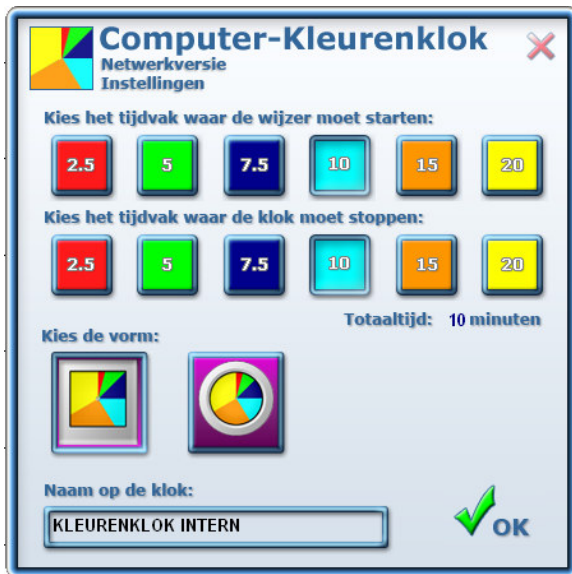 Computer-Kleurenklok
Netwerkversie
Instellingen
Kies het tijdvak waar de wijzer moet starten:
2.5 5 7.5 10 15 20
Kies het tijdvak waar de klok moet stoppen:
2.5 5 7.5 10 15 20
Totaaltijd: 10 minuten
Kies de vorm:
Naam op de klok:
KLEURENKLOK INTERN
OK